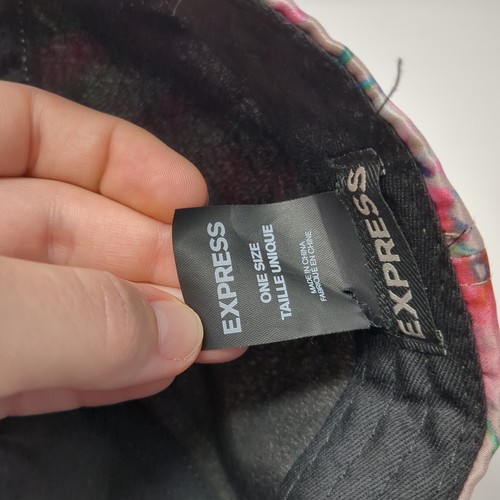 EXPRESS
ONE SIZE
TAILLE UNIQUE
MADE IN CHINA
FABRIQUÉ EN CHINE
EXPRESS